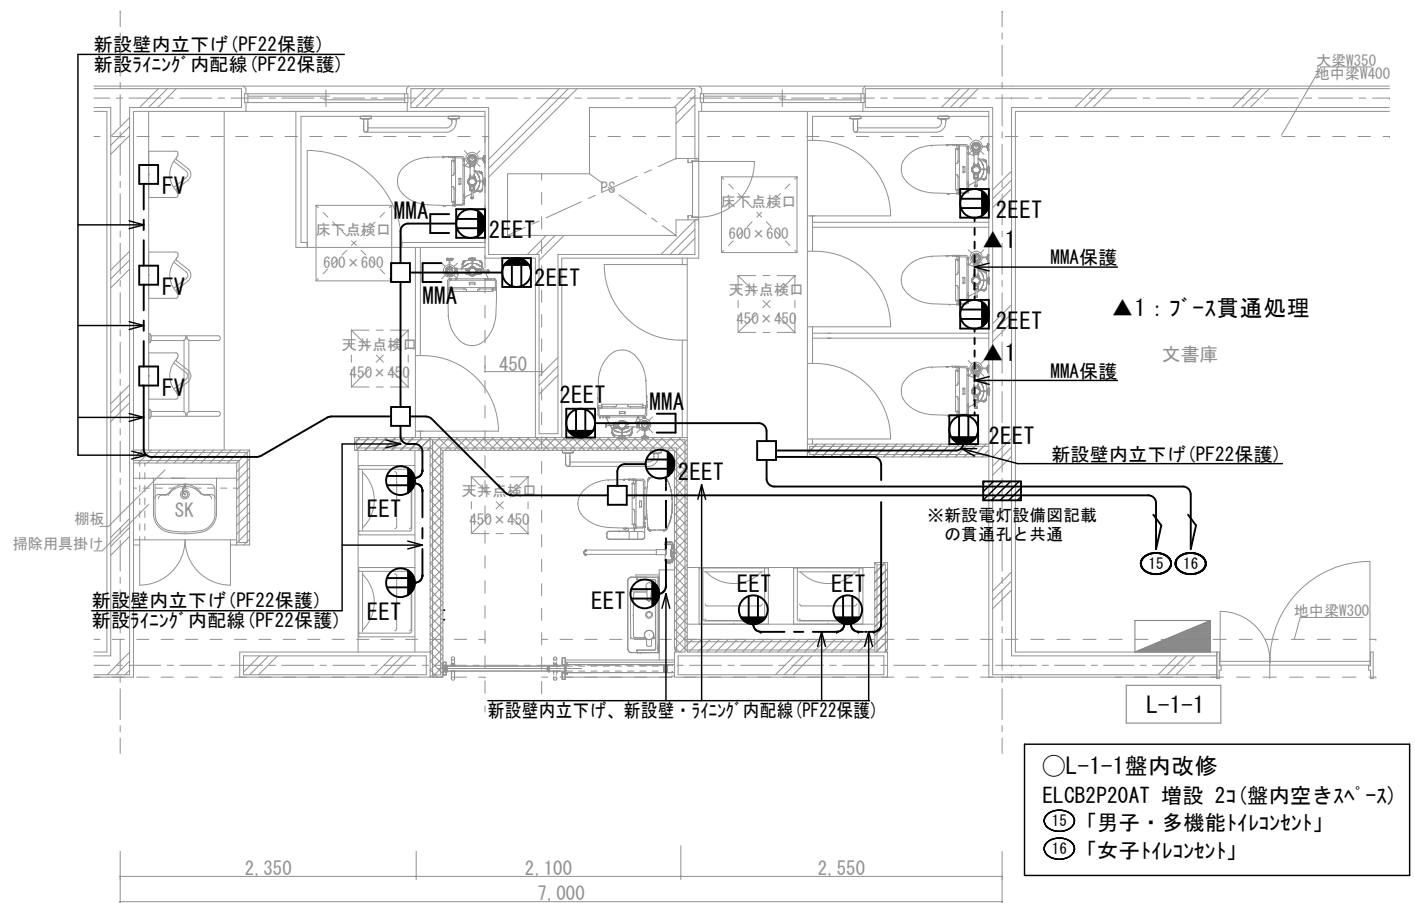 新設壁内立下げ(PF22保護)
新設ﾗｲﾆﾝｸﾞ内配線(PF22保護)
大梁W350
地中梁W400
FV
FV
FV
MMA
2EET
MMA
2EET
床下点検口
×
600×600
天井点検口
×
450×450
450
PS
床下点検口
×
600×600
天井点検口
×
450×450
2EET
▲1
MMA保護
2EET
▲1
MMA保護
2EET
▲1：ﾌﾞｰｽ貫通処理
文書庫
2EET
MMA
新設壁内立下げ(PF22保護)
2EET
天井点検口
×
450×450
EET
EET
EET
EET
EET
SK
棚板
掃除用具掛け
※新設電灯設備図記載
の貫通孔と共通
15
16
新設壁内立下げ(PF22保護)
新設ﾗｲﾆﾝｸﾞ内配線(PF22保護)
地中梁W300
新設壁内立下げ、新設壁・ﾗｲﾆﾝｸﾞ内配線(PF22保護)
L-1-1
○L-1-1盤内改修
ELCB2P20AT 増設 2ｺ(盤内空きｽﾍﾟｰｽ)
⑮「男子・多機能ﾄｲﾚｺﾝｾﾝﾄ」
⑯「女子ﾄｲﾚｺﾝｾﾝﾄ」
2,350
2,100
2,550
7,000